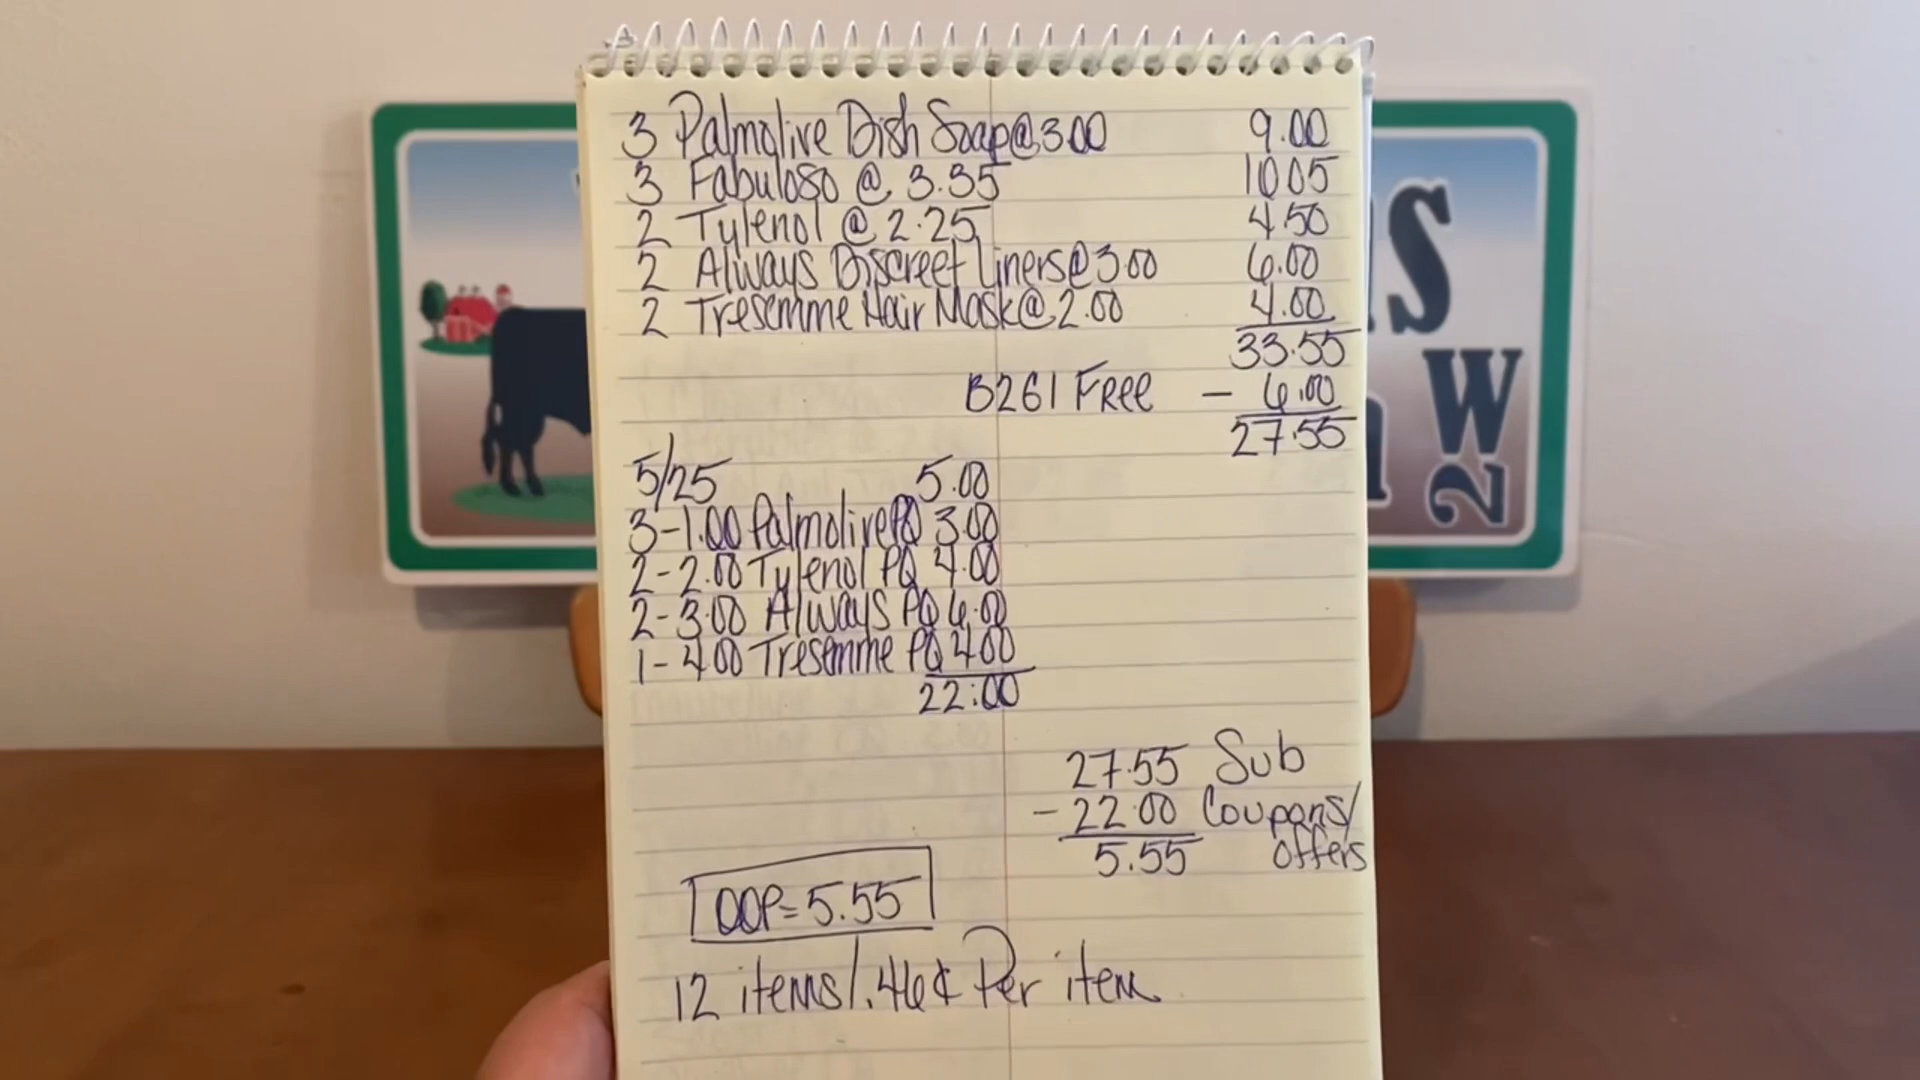 3 Palmolive Dish Soap@3.00 9.00
3 Fabuloso @ 3.35 10.05
2 Tylenol @ 2.25 4.50
2 Always Discreet Liners@3.00 6.00
2 Tresemme Hair Mask@2.00 4.00
33.55
B2G1 FREE - 6.00
27.55
5/25 5.00
3-1.00 Palmolive PQ 3.00
2-2.00 Tylenol PQ 4.00
2-3.00 Always PQ 6.00
1-4.00 Tresemme PQ 4.00
22.00
27.55 Sub
- 22.00 Coupons/
5.55 offers
OOP=5.55
12 items/.46¢ Per item
S
W
2